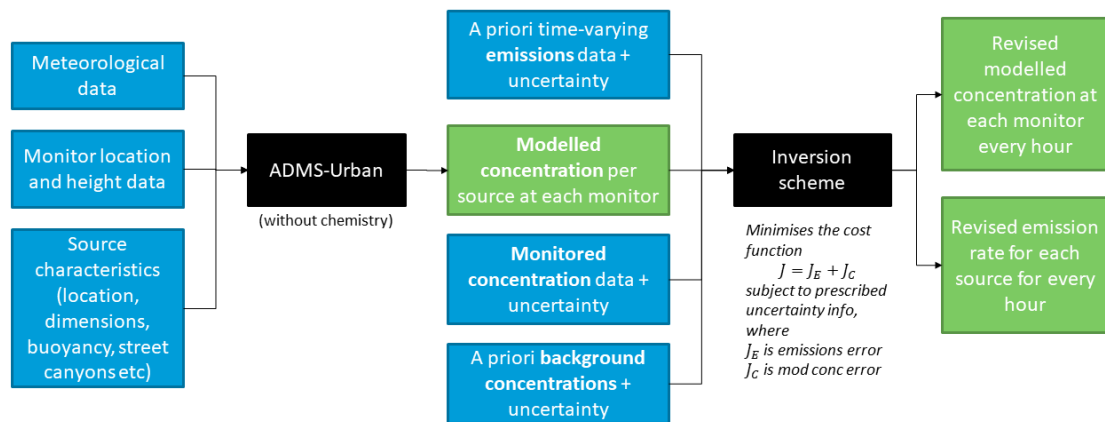 Meteorological
data
Monitor location
and height data
Source
characteristics
(location,
dimensions,
buoyancy, street
canyons etc)
ADMS-Urban
(without chemistry)
A priori time-varying
emissions data +
uncertainty
Modelled
concentration per
source at each monitor
Monitored
concentration data +
uncertainty
A priori background
concentrations +
uncertainty
Inversion
scheme
Minimises the cost
function
J = J_E + J_C
subject to prescribed
uncertainty info,
where
J_E is emissions error
J_C is mod conc error
Revised
modelled
concentration at
each monitor
every hour
Revised emission
rate for each
source for every
hour